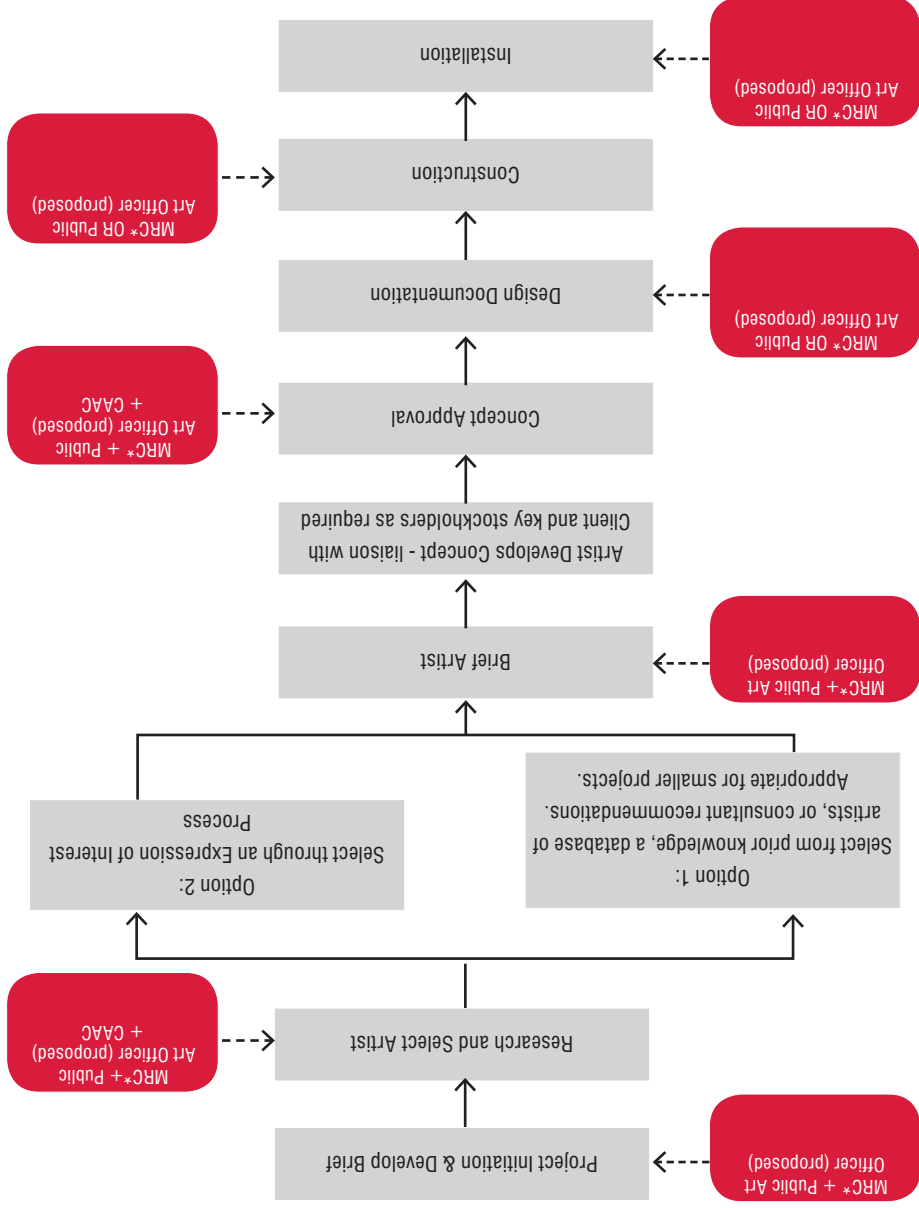 MRC* + Public Art
Officer (proposed)
Project Initiation & Develop Brief
Research and Select Artist
MRC*+ Public
Art Officer (proposed)
+ CAAC
Option 1:
Select from prior knowledge, a database of
artists, or consultant recommendations.
Appropriate for smaller projects.
Option 2:
Select through an Expression of Interest
Process
MRC*+ Public Art
Officer (proposed)
Brief Artist
Artist Develops Concept - liaison with
Client and key stockholders as required
Concept Approval
MRC* + Public
Art Officer (proposed)
+ CAAC
MRC* OR Public
Art Officer (proposed)
Design Documentation
Construction
MRC* OR Public
Art Officer (proposed)
MRC* OR Public
Art Officer (proposed)
Installation